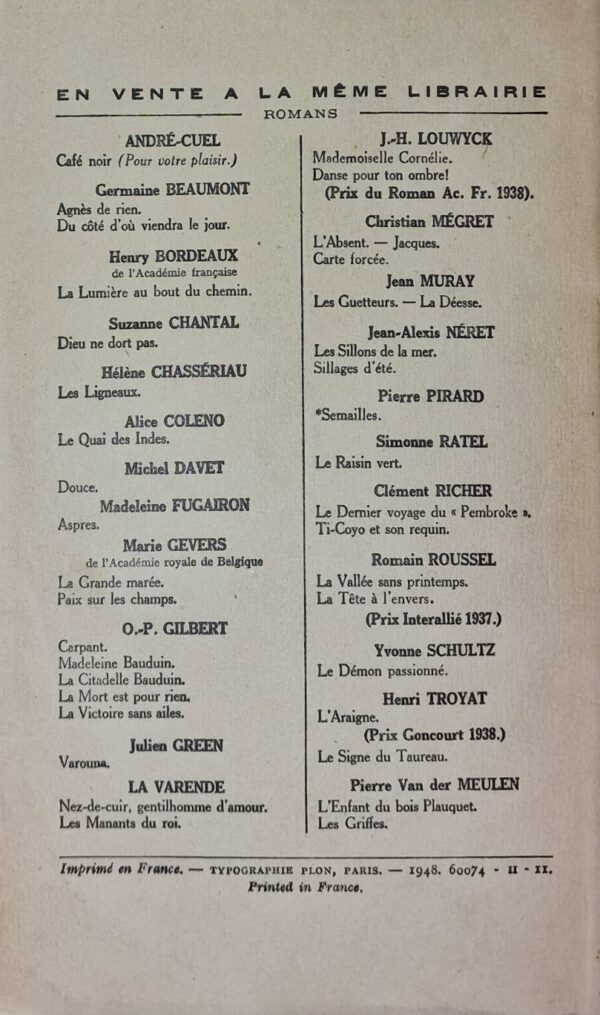 EN VENTE A LA MÊME LIBRAIRIE
ROMANS
ANDRÉ-CUEL
Café noir (Pour votre plaisir.)
Germaine BEAUMONT
Agnès de rien.
Du côté d'où viendra le jour.
Henry BORDEAUX
de l'Académie française
La Lumière au bout du chemin.
Suzanne CHANTAL
Dieu ne dort pas.
Hélène CHASSÉRIAU
Les Ligneaux.
Alice COLENO
Le Quai des Indes.
Michel DAVET
Douce.
Madeleine FUGAIRON
Aspres.
Marie GEVERS
de l'Académie royale de Belgique
La Grande marée.
Paix sur les champs.
O.-P. GILBERT
Carpant.
Madeleine Bauduin.
La Citadelle Bauduin.
La Mort est pour rien.
La Victoire sans ailes.
Julien GREEN
Varouna.
LA VARENDE
Nez-de-cuir, gentilhomme d'amour.
Les Manants du roi.
J.-H. LOUWYCK
Mademoiselle Cornélie.
Danse pour ton ombre!
(Prix du Roman Ac. Fr. 1938).
Christian MÉGRET
L'Absent. — Jacques.
Carte forcée.
Jean MURAY
Les Guetteurs. — La Déesse.
Jean-Alexis NÉRET
Les Sillons de la mer.
Sillages d'été.
Pierre PIRARD
*Semailles.
Simonne RATEL
Le Raisin vert.
Clément RICHER
Le Dernier voyage du « Pembroke ».
Ti-Coyo et son requin.
Romain ROUSSEL
La Vallée sans printemps.
La Tête à l'envers.
(Prix Interallié 1937.)
Yvonne SCHULTZ
Le Démon passionné.
Henri TROYAT
L'Araigne.
(Prix Goncourt 1938.)
Le Signe du Taureau.
Pierre Van der MEULEN
L'Enfant du bois Plauquet.
Les Griffes.
Imprimé en France. — TYPOGRAPHIE PLON, PARIS. — 1948. 60074 - II - II.
Printed in France.